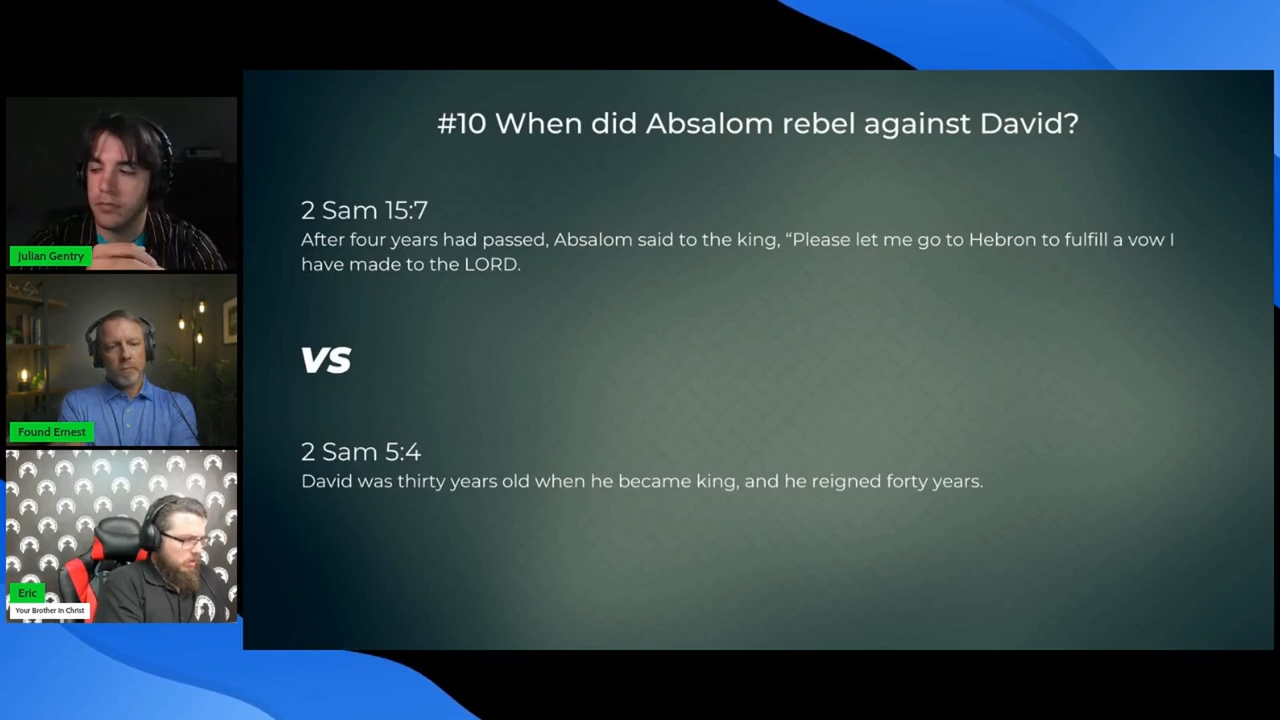 #10 When did Absalom rebel against David?
2 Sam 15:7
After four years had passed, Absalom said to the king, “Please let me go to Hebron to fulfill a vow I
have made to the LORD.
VS
2 Sam 5:4
David was thirty years old when he became king, and he reigned forty years.
Julian Gentry
Found Ernest
Eric
Your Brother In Christ